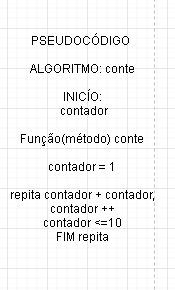 PSEUDOCÓDIGO
ALGORITMO: conte
INICÍO:
contador
Função(método) conte
contador = 1
repita contador + contador,
contador ++
contador <=10
FIM repita